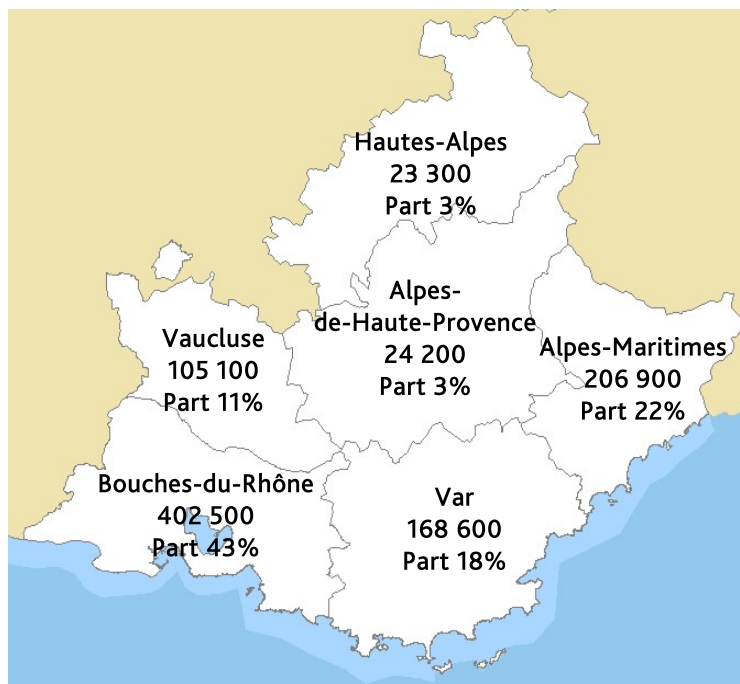 Hautes-Alpes
23 300
Part 3%
Alpes-
de-Haute-Provence
24 200
Part 3%
Vaucluse
105 100
Part 11%
Alpes-Maritimes
206 900
Part 22%
Bouches-du-Rhône
402 500
Part 43%
Var
168 600
Part 18%